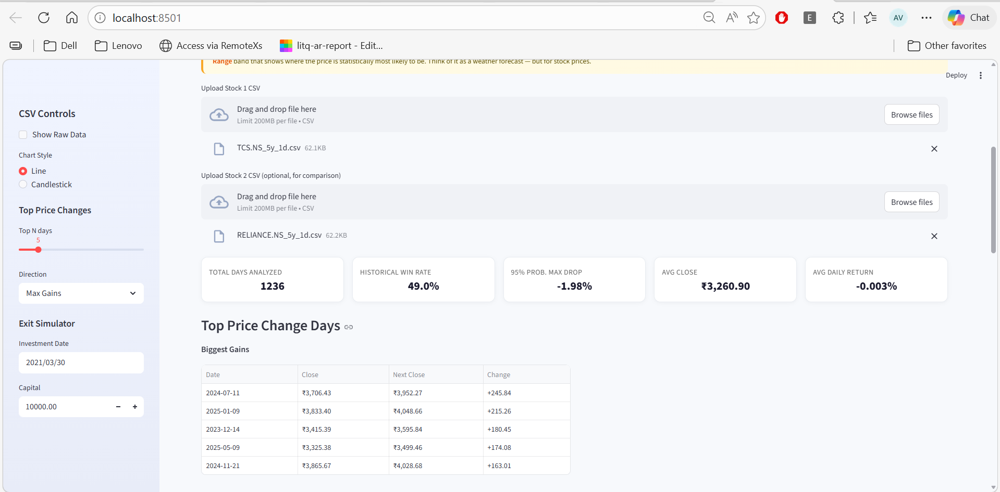 localhost:8501
E
AV
Chat
Dell
Lenovo
Access via RemoteXs
litq-ar-report - Edit...
Other favorites
Range band that shows where the price is statistically most likely to be. Think of it as a weather forecast — but for stock prices.
Deploy
CSV Controls
Show Raw Data
Chart Style
Line
Candlestick
Top Price Changes
Top N days
5
Direction
Max Gains
Exit Simulator
Investment Date
2021/03/30
Capital
10000.00
Upload Stock 1 CSV
Drag and drop file here
Limit 200MB per file • CSV
Browse files
TCS.NS_5y_1d.csv 62.1KB
Upload Stock 2 CSV (optional, for comparison)
Drag and drop file here
Limit 200MB per file • CSV
Browse files
RELIANCE.NS_5y_1d.csv 62.2KB
TOTAL DAYS ANALYZED
1236
HISTORICAL WIN RATE
49.0%
95% PROB. MAX DROP
-1.98%
AVG CLOSE
₹3,260.90
AVG DAILY RETURN
-0.003%
Top Price Change Days
Biggest Gains
Date Close Next Close Change
2024-07-11 ₹3,706.43 ₹3,952.27 +245.84
2025-01-09 ₹3,833.40 ₹4,048.66 +215.26
2023-12-14 ₹3,415.39 ₹3,595.84 +180.45
2025-05-09 ₹3,325.38 ₹3,499.46 +174.08
2024-11-21 ₹3,865.67 ₹4,028.68 +163.01